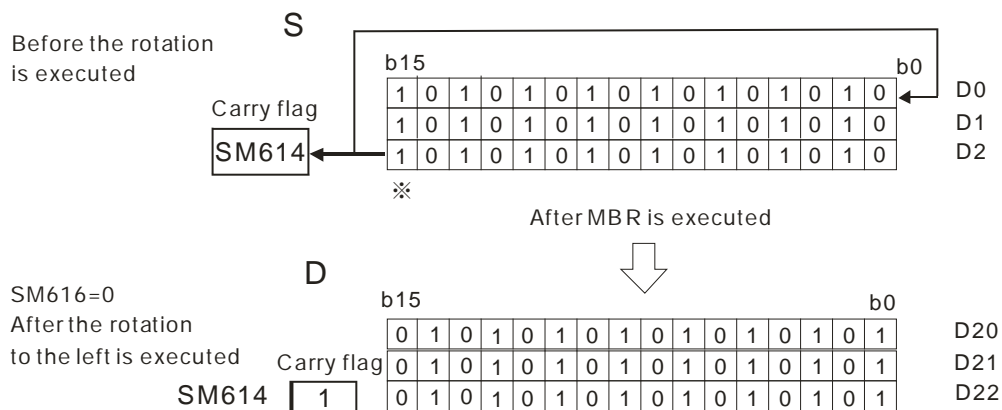 S
Before the rotation
is executed
b15 b0
Carry flag
1 0 1 0 1 0 1 0 1 0 1 0 1 0 1 0 D0
1 0 1 0 1 0 1 0 1 0 1 0 1 0 1 0 D1
SM614 1 0 1 0 1 0 1 0 1 0 1 0 1 0 1 0 D2
※
After MBR is executed
D
SM616=0
b15 b0
After the rotation
to the left is executed
0 1 0 1 0 1 0 1 0 1 0 1 0 1 0 1 D20
Carry flag 0 1 0 1 0 1 0 1 0 1 0 1 0 1 0 1 D21
SM614 1 0 1 0 1 0 1 0 1 0 1 0 1 0 1 0 1 D22